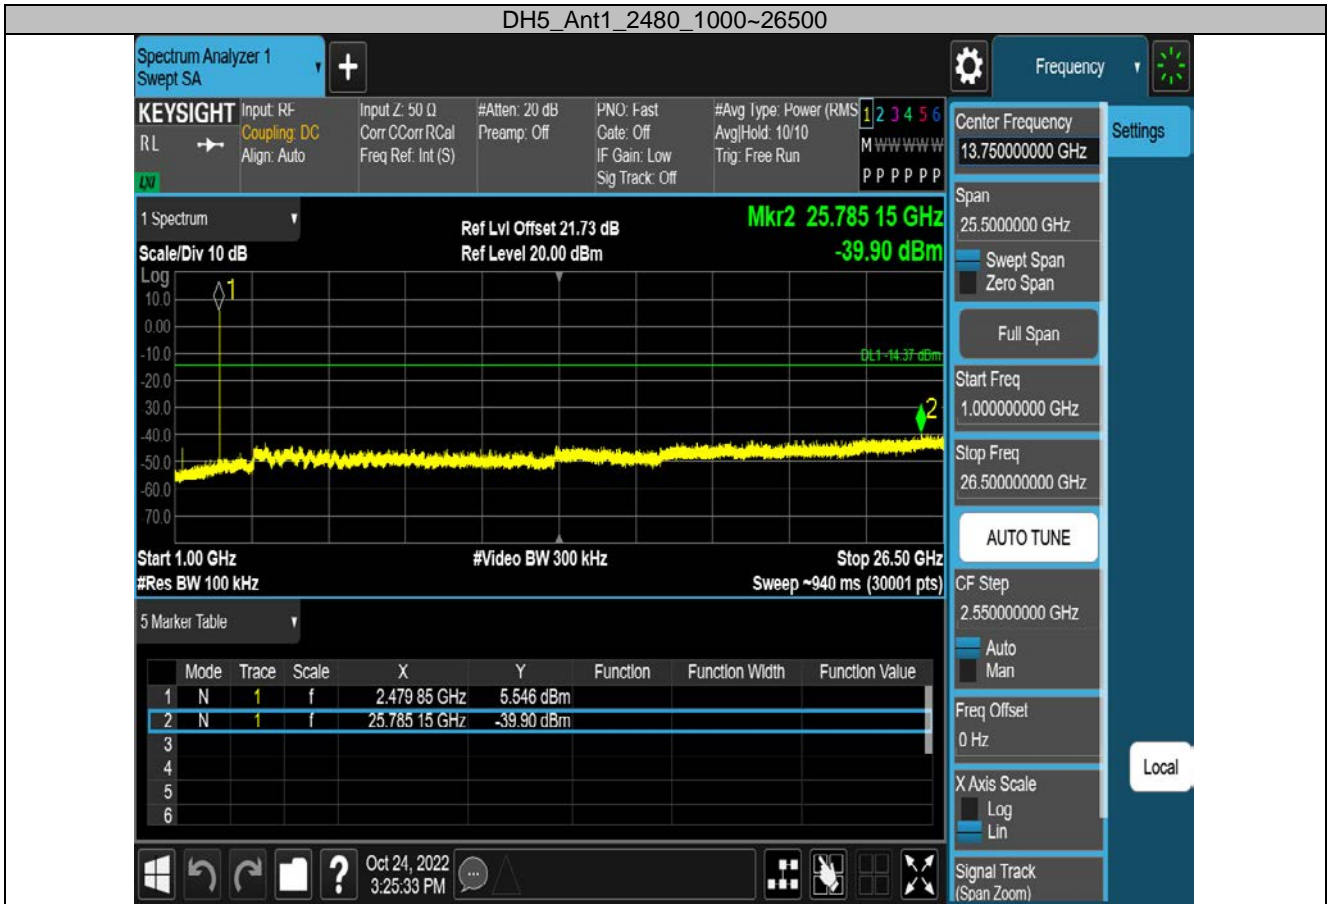 DH5_Ant1_2480_1000~26500
Spectrum Analyzer 1
Swept SA
Frequency
KEYSIGHT
RL
LXI
Input: RF
Coupling: DC
Align: Auto
Input Z: 50 Ω
Corr CCorr RCal
Freq Ref: Int (S)
#Atten: 20 dB
Preamp: Off
PNO: Fast
Gate: Off
IF Gain: Low
Sig Track: Off
#Avg Type: Power (RMS
Avg|Hold: 10/10
Trig: Free Run
1 2 3 4 5 6
M W W W W W
P P P P P P
1 Spectrum
Scale/Div 10 dB
Ref Lvl Offset 21.73 dB
Ref Level 20.00 dBm
Mkr2 25.785 15 GHz
-39.90 dBm
Log
10.0
0.00
-10.0
-20.0
-30.0
-40.0
-50.0
-60.0
-70.0
1
DL1 -14.37 dBm
2
Start 1.00 GHz
#Video BW 300 kHz
Stop 26.50 GHz
#Res BW 100 kHz
Sweep ~940 ms (30001 pts)
5 Marker Table
Mode Trace Scale X Y Function Function Width Function Value
1 N 1 f 2.479 85 GHz 5.546 dBm
2 N 1 f 25.785 15 GHz -39.90 dBm
3
4
5
6
Oct 24, 2022
3:25:33 PM
Center Frequency
13.750000000 GHz
Settings
Span
25.5000000 GHz
Swept Span
Zero Span
Full Span
Start Freq
1.000000000 GHz
Stop Freq
26.500000000 GHz
AUTO TUNE
CF Step
2.550000000 GHz
Auto
Man
Freq Offset
0 Hz
X Axis Scale
Log
Lin
Local
Signal Track
(Span Zoom)